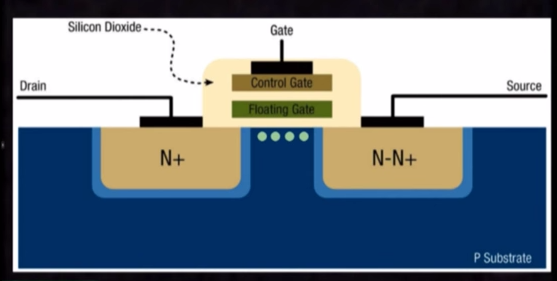 Silicon Dioxide
Gate
Control Gate
Drain
Source
Floating Gate
N+
N-N+
P Substrate